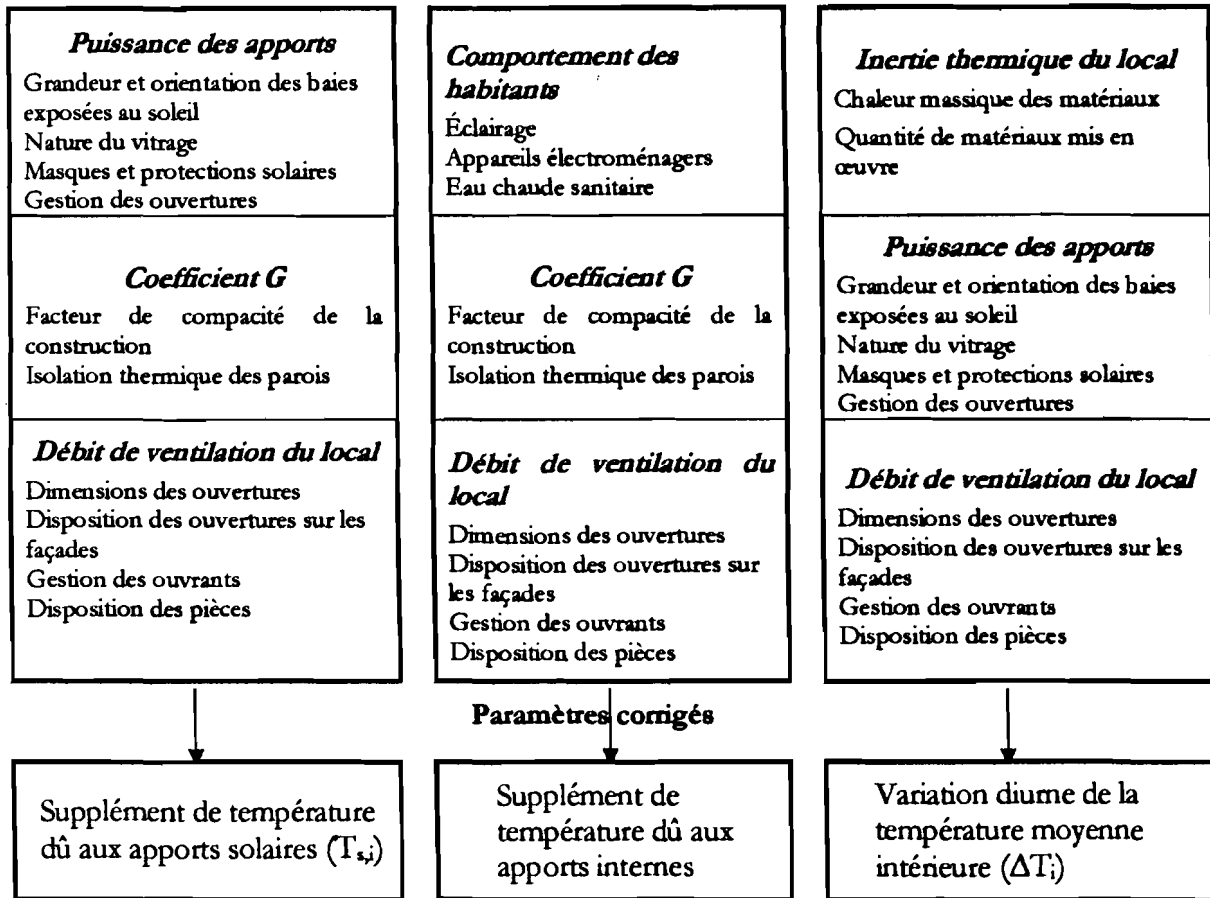 Puissance des apports
Grandeur et orientation des baies
exposées au soleil
Nature du vitrage
Masques et protections solaires
Gestion des ouvertures
Coefficient G
Facteur de compacité de la
construction
Isolation thermique des parois
Débit de ventilation du local
Dimensions des ouvertures
Disposition des ouvertures sur les
façades
Gestion des ouvrants
Disposition des pièces
Comportement des
habitants
Éclairage
Appareils électroménagers
Eau chaude sanitaire
Coefficient G
Facteur de compacité de la
construction
Isolation thermique des parois
Débit de ventilation du
local
Dimensions des ouvertures
Disposition des ouvertures sur
les façades
Gestion des ouvrants
Disposition des pièces
Inertie thermique du local
Chaleur massique des matériaux
Quantité de matériaux mis en
œuvre
Puissance des apports
Grandeur et orientation des baies
exposées au soleil
Nature du vitrage
Masques et protections solaires
Gestion des ouvertures
Débit de ventilation du local
Dimensions des ouvertures
Disposition des ouvertures sur les
façades
Gestion des ouvrants
Disposition des pièces
Paramètres corrigés
Supplément de température
dû aux apports solaires (T_{s,i})
Supplément de
température dû aux
apports internes
Variation diurne de la
température moyenne
intérieure (ΔT_i)